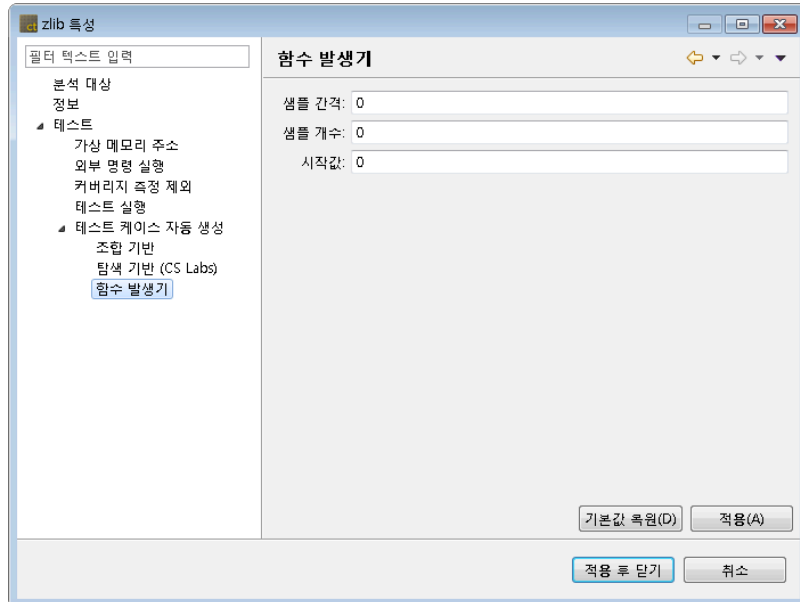 ct zlib 특성
필터 텍스트 입력
분석 대상
정보
테스트
가상 메모리 주소
외부 명령 실행
커버리지 측정 제외
테스트 실행
테스트 케이스 자동 생성
조합 기반
탐색 기반 (CS Labs)
함수 발생기
함수 발생기
샘플 간격: 0
샘플 개수: 0
시작값: 0
기본값 복원(D) 적용(A)
적용 후 닫기 취소